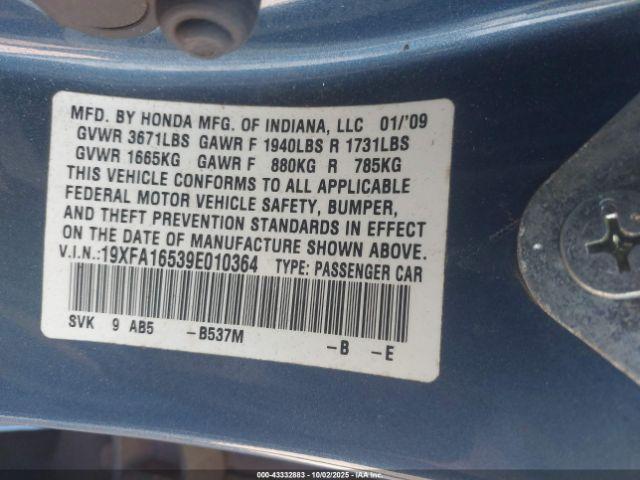 MFD. BY HONDA MFG. OF INDIANA, LLC 01/'09
GVWR 3671LBS GAWR F 1940LBS R 1731LBS
GVWR 1665KG GAWR F 880KG R 785KG
THIS VEHICLE CONFORMS TO ALL APPLICABLE
FEDERAL MOTOR VEHICLE SAFETY, BUMPER,
AND THEFT PREVENTION STANDARDS IN EFFECT
ON THE DATE OF MANUFACTURE SHOWN ABOVE.
V.I.N.:19XFA16539E010364 TYPE: PASSENGER CAR
SVK 9 AB5 -B537M -B -E
000-43332883 - 10/02/2025 - IAAI.COM